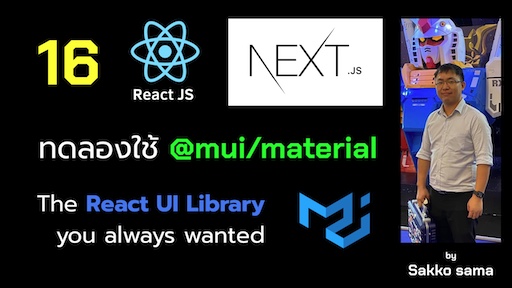 16
React JS
NEXT.JS
ทดลองใช้ @mui/material
The React UI Library
you always wanted
by
Sakko sama